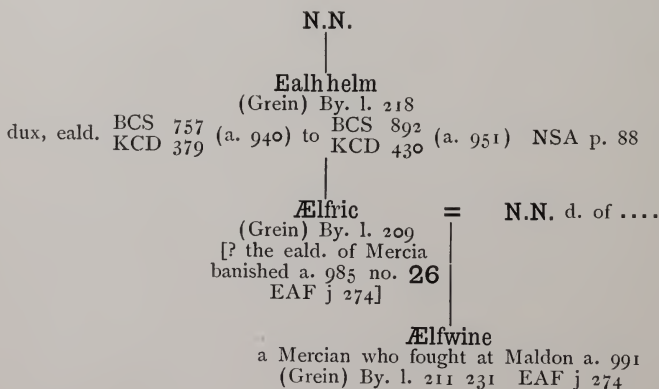 N.N.
Ealhhelm
(Grein) By. l. 218
dux, eald. BCS 757 KCD 379 (a. 940) to BCS 892 KCD 430 (a. 951) NSA p. 88
Ælfric = N.N. d. of ....
(Grein) By. l. 209
[? the eald. of Mercia
banished a. 985 no. 26
EAF j 274]
Ælfwine
a Mercian who fought at Maldon a. 991
(Grein) By. l. 211 231 EAF j 274